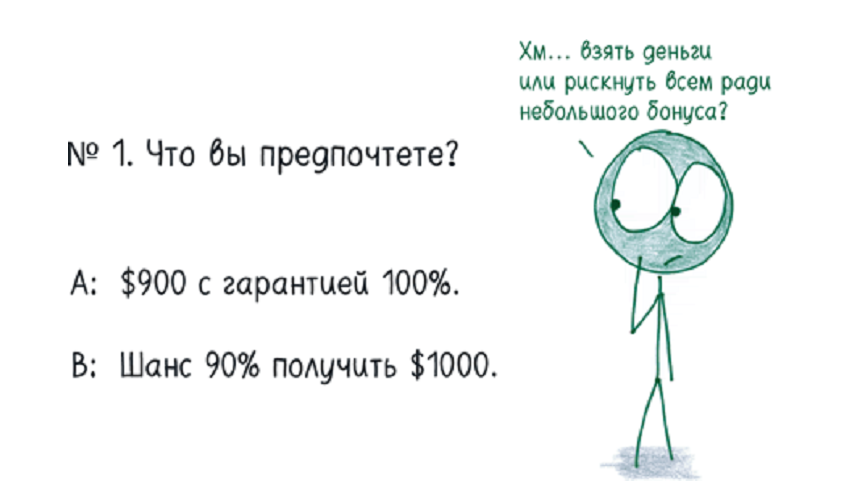 Хм... взять деньги
или рискнуть всем ради
небольшого бонуса?
№ 1. Что вы предпочтете?
A: $900 с гарантией 100%.
B: Шанс 90% получить $1000.